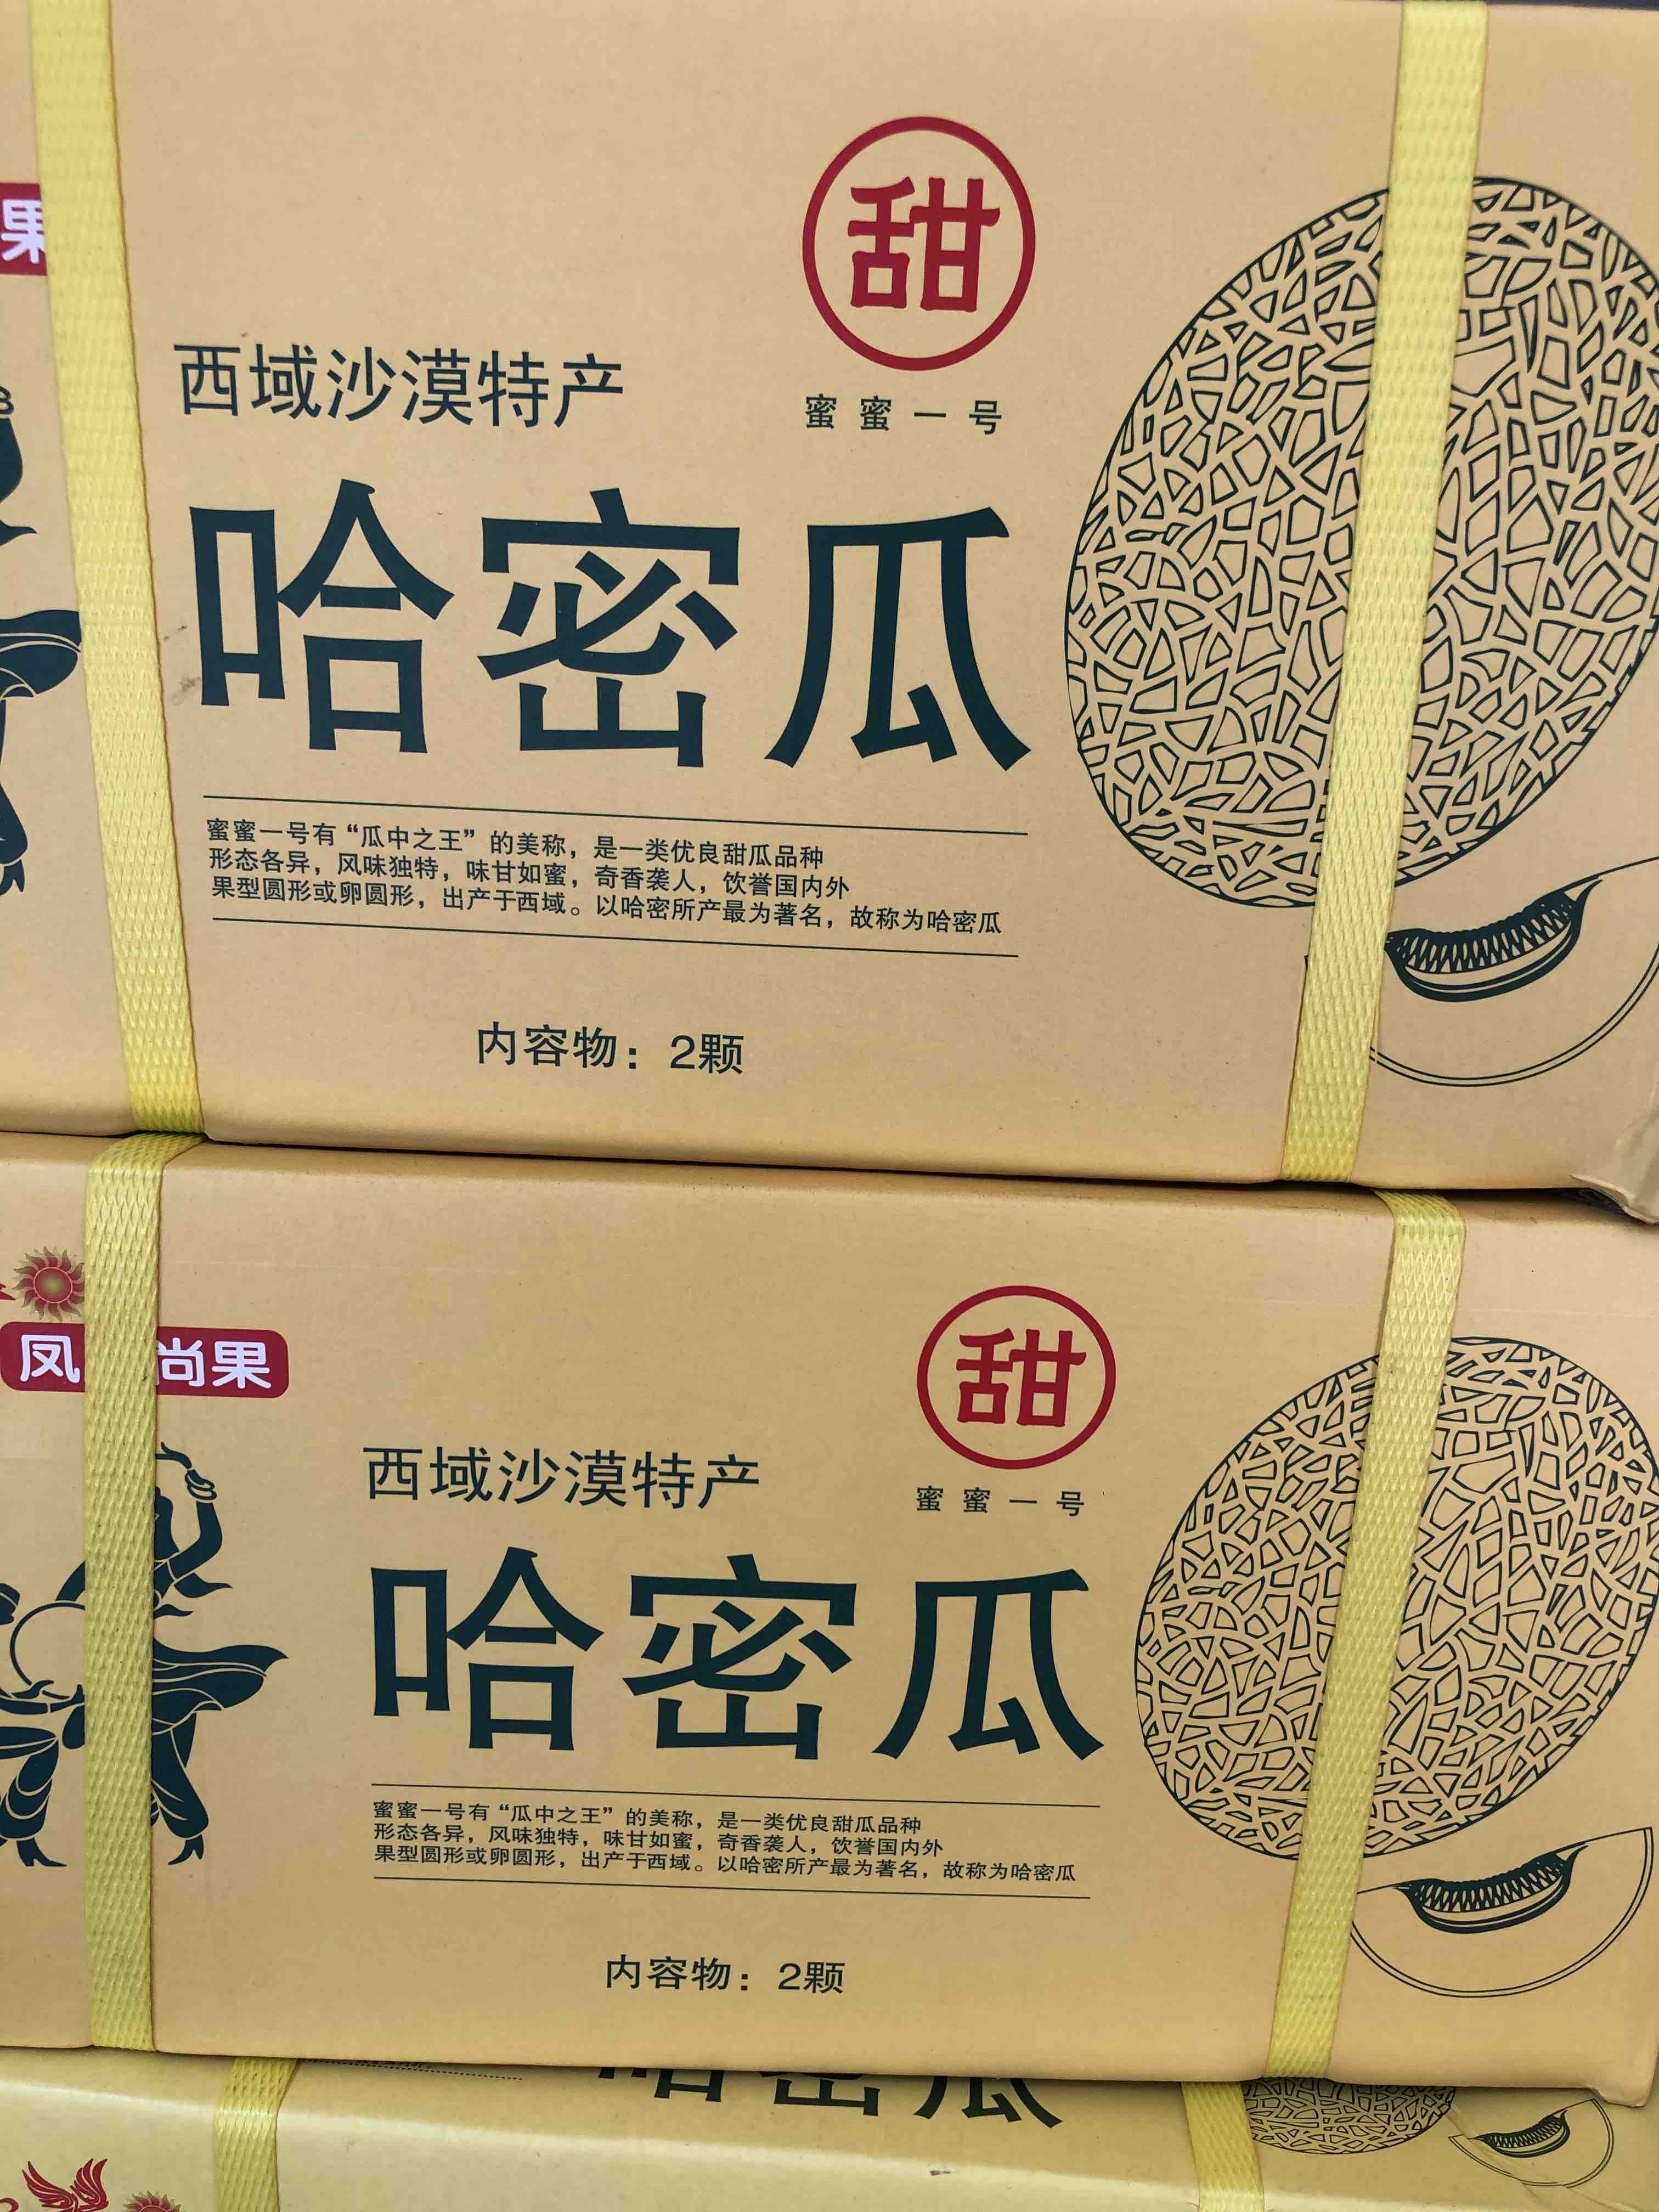 果
甜
蜜蜜一号
西域沙漠特产
哈密瓜
蜜蜜一号有“瓜中之王”的美称，是一类优良甜瓜品种
形态各异，风味独特，味甘如蜜，奇香袭人，饮誉国内外
果型圆形或卵圆形，出产于西域。以哈密所产最为著名，故称为哈密瓜
内容物：2颗
凤 尚果
甜
蜜蜜一号
西域沙漠特产
哈密瓜
蜜蜜一号有“瓜中之王”的美称，是一类优良甜瓜品种
形态各异，风味独特，味甘如蜜，奇香袭人，饮誉国内外
果型圆形或卵圆形，出产于西域。以哈密所产最为著名，故称为哈密瓜
内容物：2颗
哈密瓜